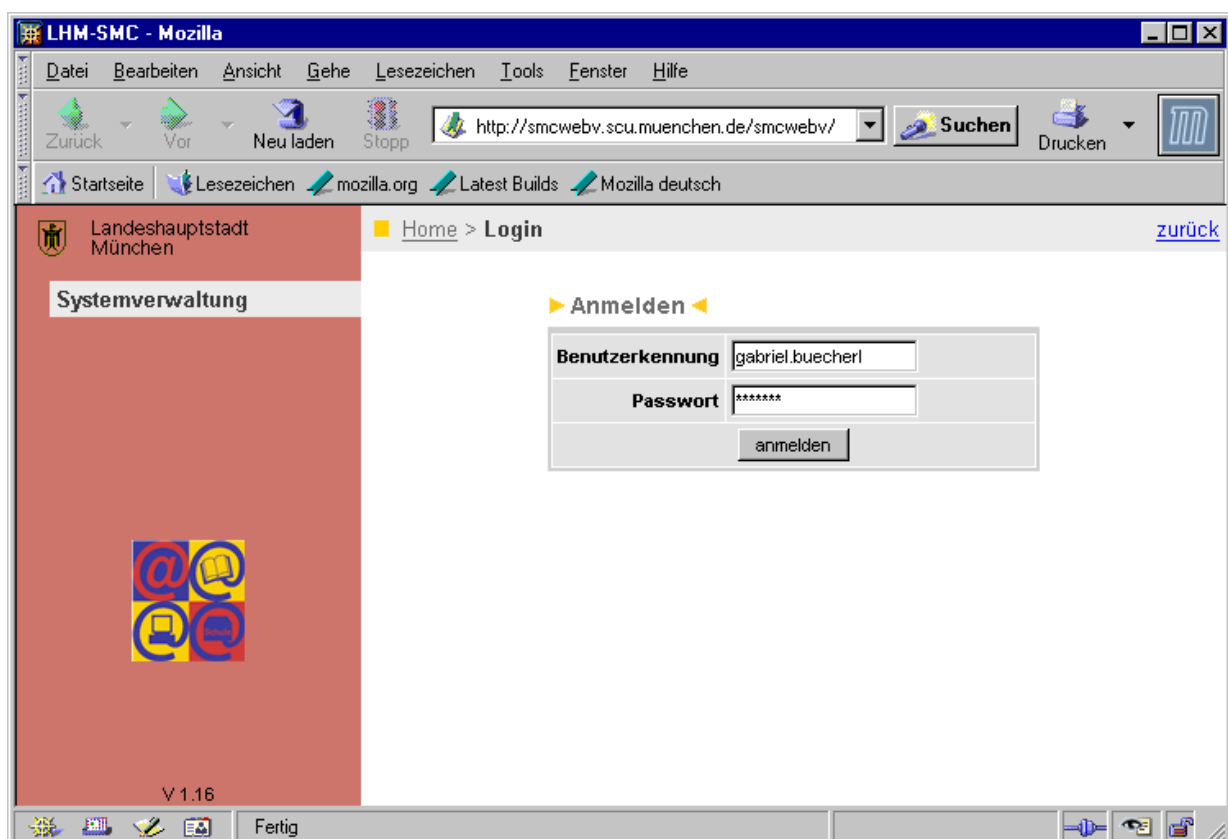 LHM-SMC - Mozilla
Datei Bearbeiten Ansicht Gehe Lesezeichen Tools Fenster Hilfe
Zurück Vor Neu laden Stopp http://smcwebv.scu.muenchen.de/smcwebv/ Suchen Drucken
Startseite Lesezeichen mozilla.org Latest Builds Mozilla deutsch
Landeshauptstadt
München
Home > Login zurück
Systemverwaltung
Anmelden
Benutzerkennung gabriel.buecherl
Passwort *******
anmelden
Schule
V 1.16
Fertig